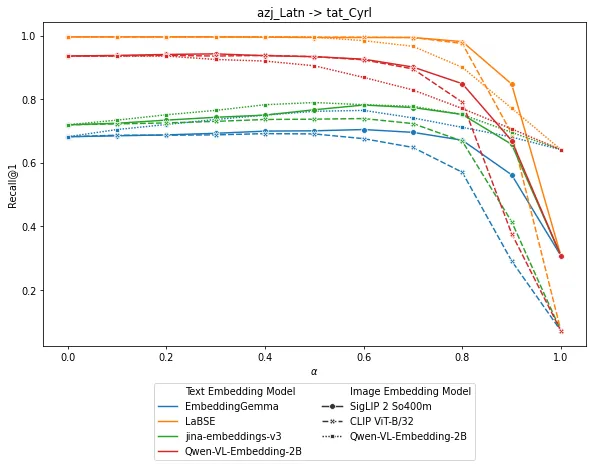 azj_Latn -> tat_Cyrl
Recall@1
1.0
0.8
0.6
0.4
0.2
0.0 0.2 0.4 0.6 0.8 1.0
α
Text Embedding Model
EmbeddingGemma
LaBSE
jina-embeddings-v3
Qwen-VL-Embedding-2B
Image Embedding Model
SigLIP 2 So400m
CLIP ViT-B/32
Qwen-VL-Embedding-2B